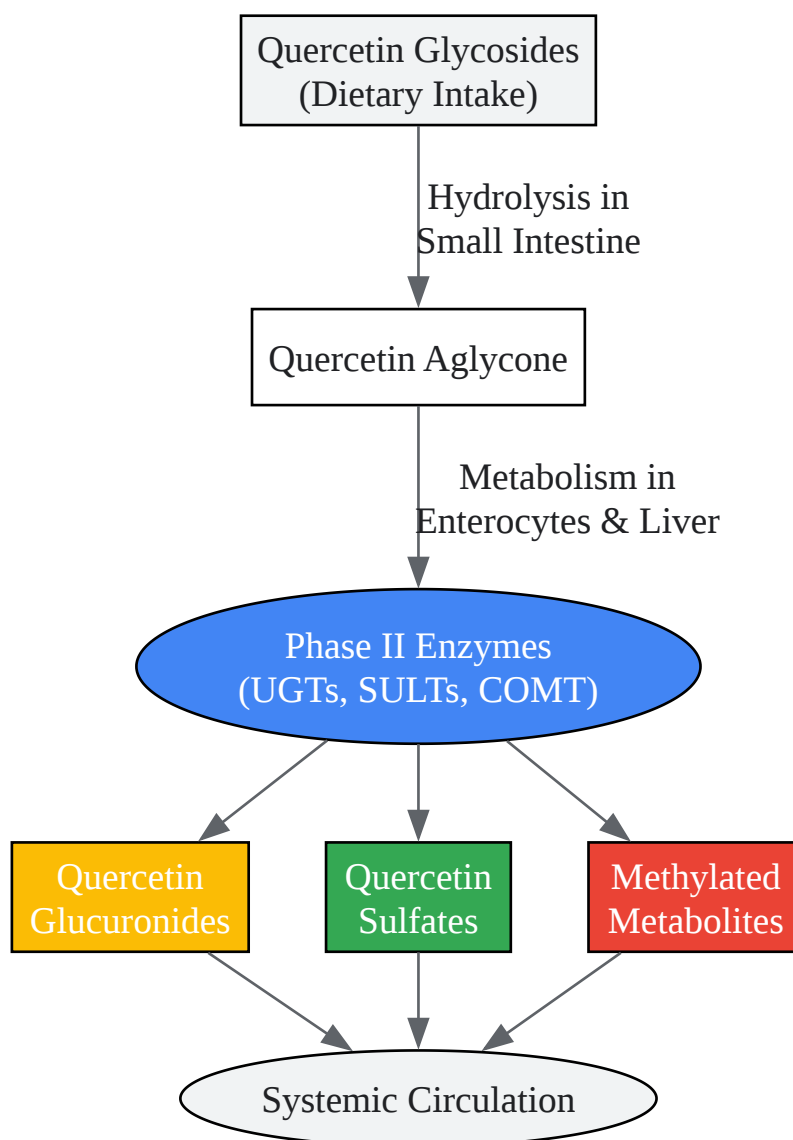 Quercetin Glycosides
(Dietary Intake)
Hydrolysis in
Small Intestine
Quercetin Aglycone
Metabolism in
Enterocytes & Liver
Phase II Enzymes
(UGTs, SULTs, COMT)
Quercetin
Glucuronides
Quercetin
Sulfates
Methylated
Metabolites
Systemic Circulation